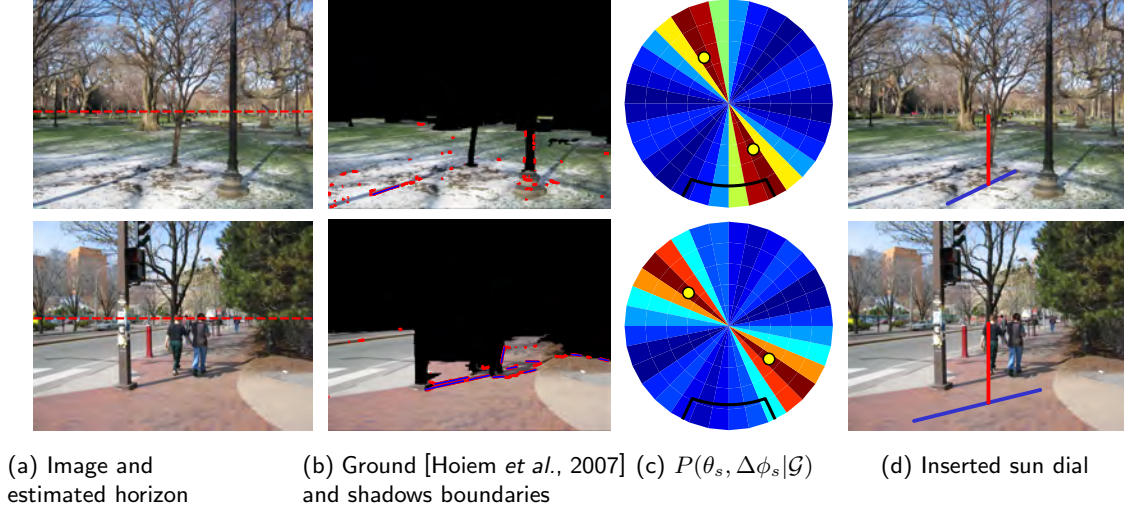 (a) Image and
estimated horizon
(b) Ground [Hoiem et al., 2007]
and shadows boundaries
(c) P(θₛ, Δϕₛ|𝒢)
(d) Inserted sun dial